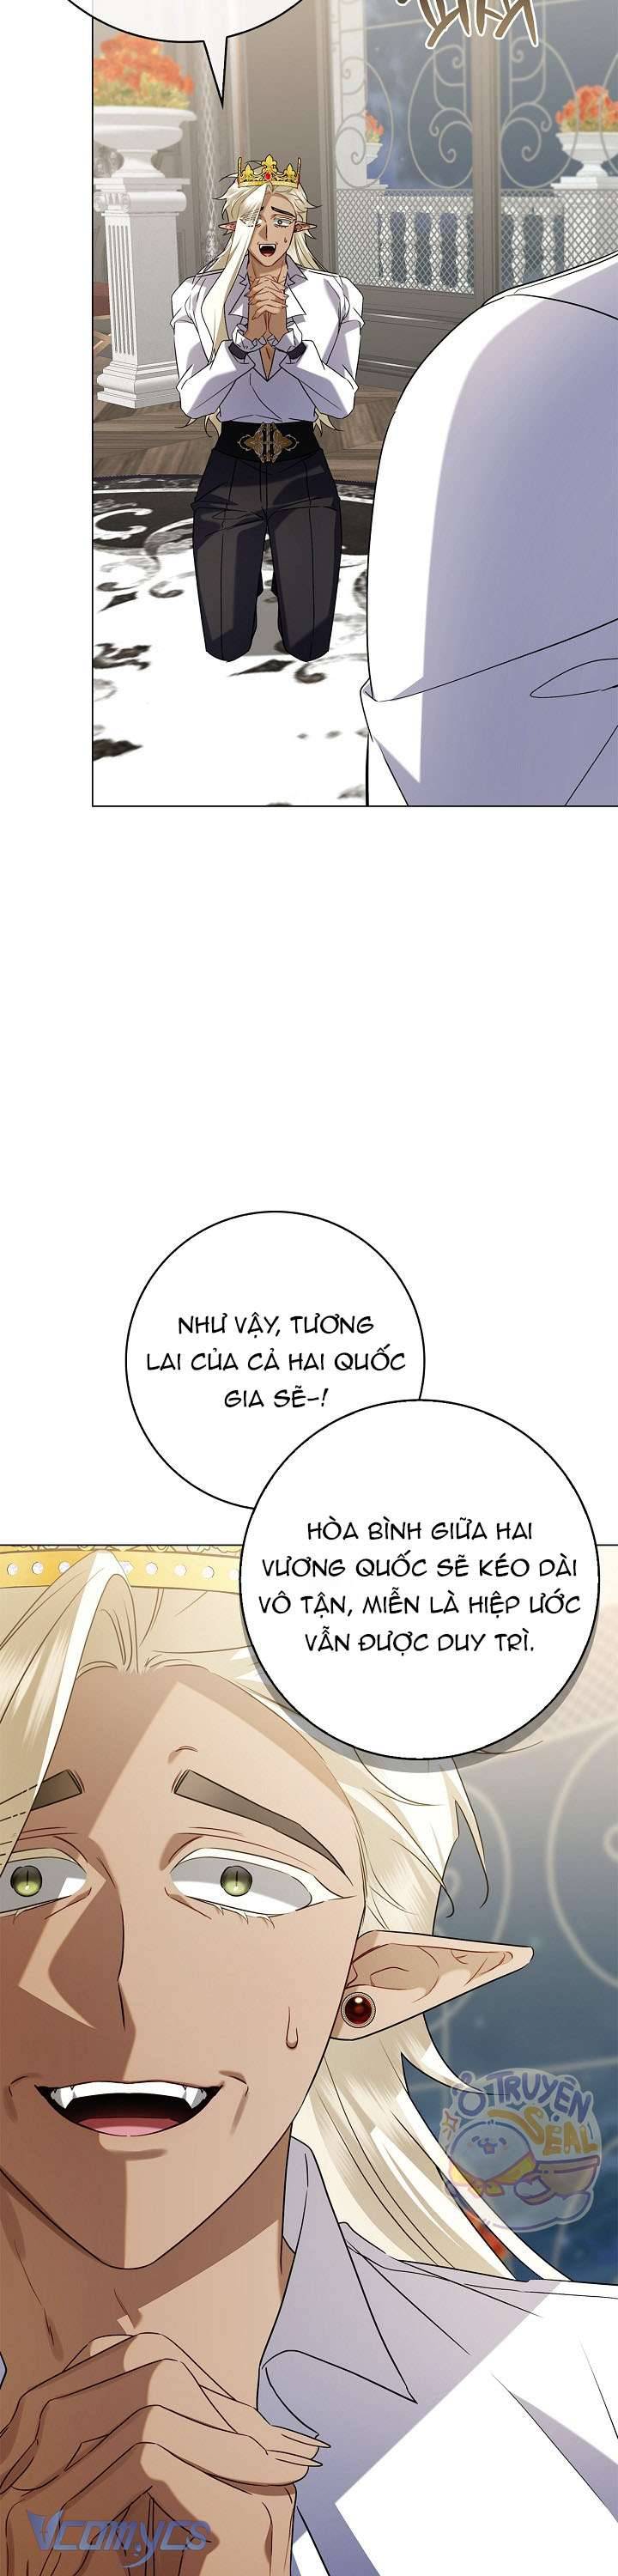 NHƯ VẬY, TƯƠNG
LAI CỦA CẢ HAI QUỐC
GIA SẼ-!
HÒA BÌNH GIỮA HAI
VƯƠNG QUỐC SẼ KÉO DÀI
VÔ TẬN, MIỄN LÀ HIỆP ƯỚC
VẪN ĐƯỢC DUY TRÌ.
Ổ TRUYỆN
SEAL
Vcomycs